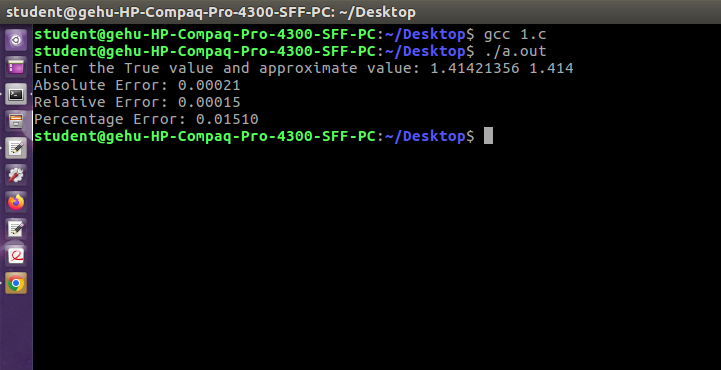 student@gehu-HP-Compaq-Pro-4300-SFF-PC: ~/Desktop
student@gehu-HP-Compaq-Pro-4300-SFF-PC:~/Desktop$ gcc 1.c
student@gehu-HP-Compaq-Pro-4300-SFF-PC:~/Desktop$ ./a.out
Enter the True value and approximate value: 1.41421356 1.414
Absolute Error: 0.00021
Relative Error: 0.00015
Percentage Error: 0.01510
student@gehu-HP-Compaq-Pro-4300-SFF-PC:~/Desktop$